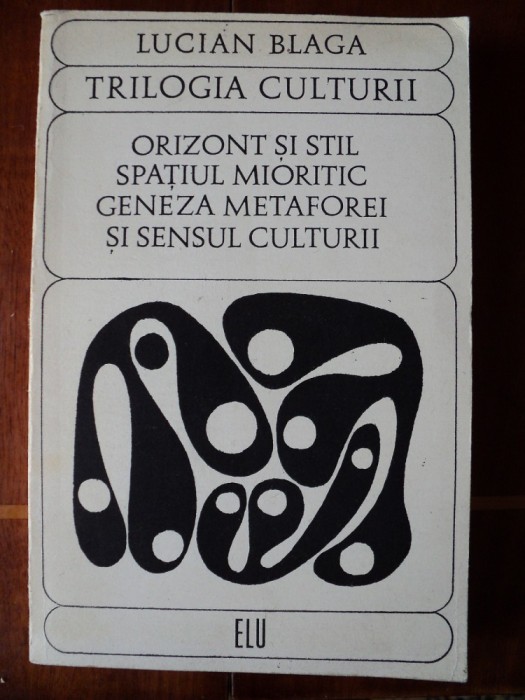 LUCIAN BLAGA
TRILOGIA CULTURII
ORIZONT ȘI STIL
SPAȚIUL MIORITIC
GENEZA METAFOREI
ȘI SENSUL CULTURII
ELU